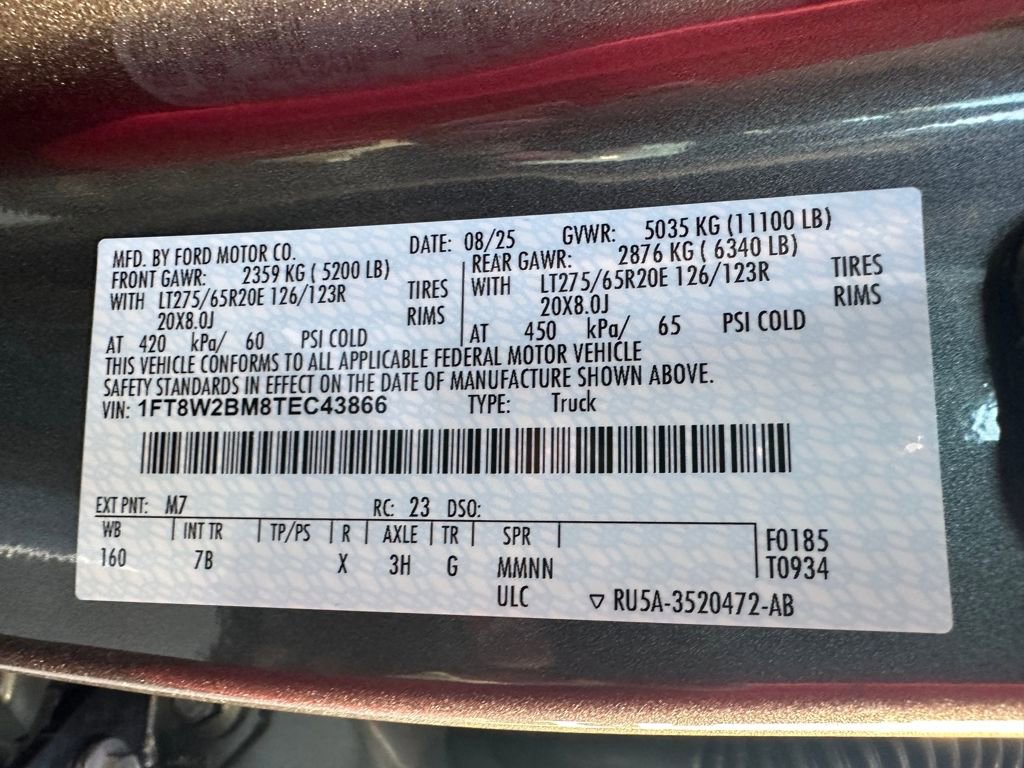 MFD. BY FORD MOTOR CO. DATE: 08/25 GVWR: 5035 KG (11100 LB)
FRONT GAWR: 2359 KG ( 5200 LB) REAR GAWR: 2876 KG ( 6340 LB)
WITH LT275/65R20E 126/123R TIRES WITH LT275/65R20E 126/123R TIRES
20X8.0J RIMS 20X8.0J RIMS
AT 420 kPa/ 60 PSI COLD AT 450 kPa/ 65 PSI COLD
THIS VEHICLE CONFORMS TO ALL APPLICABLE FEDERAL MOTOR VEHICLE
SAFETY STANDARDS IN EFFECT ON THE DATE OF MANUFACTURE SHOWN ABOVE.
VIN: 1FT8W2BM8TEC43866 TYPE: Truck
EXT PNT: M7 RC: 23 DSO:
WB INT TR TP/PS R AXLE TR SPR F0185
160 7B X 3H G MMNN T0934
ULC ▽ RU5A-3520472-AB